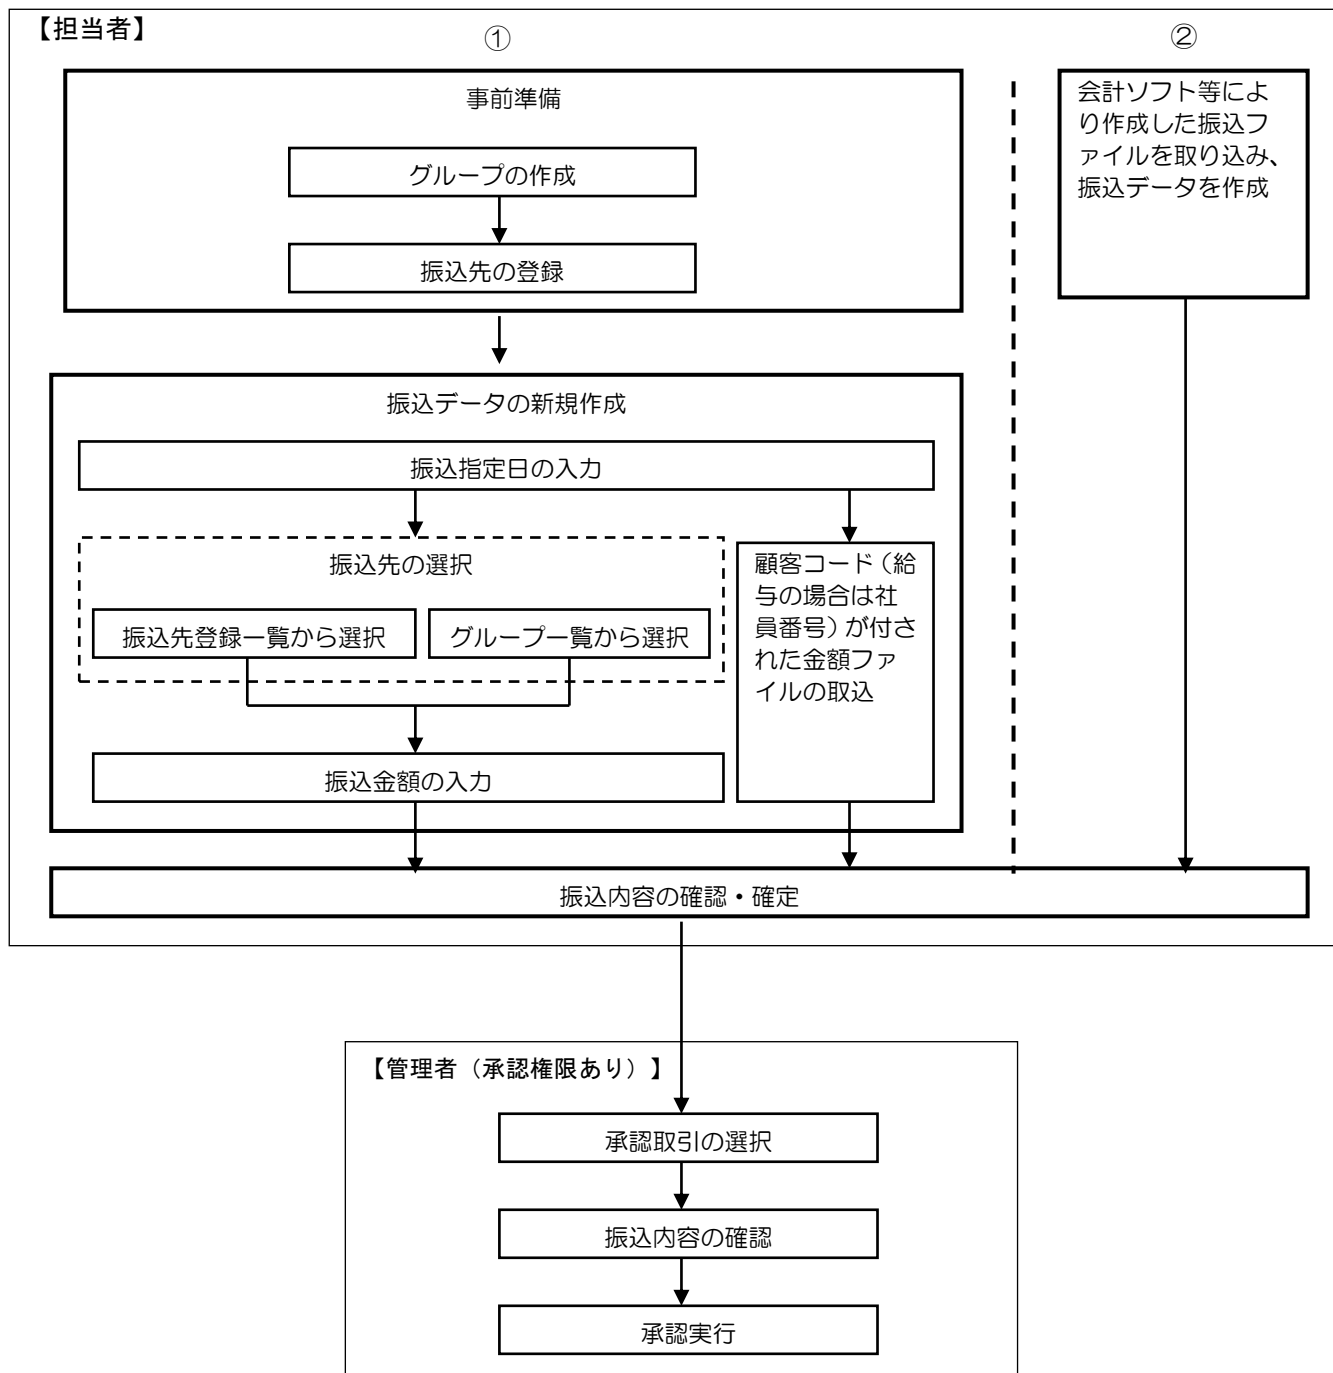 【担当者】
①
②
事前準備
グループの作成
振込先の登録
会計ソフト等によ
り作成した振込フ
ァイルを取り込み、
振込データを作成
振込データの新規作成
振込指定日の入力
振込先の選択
振込先登録一覧から選択
グループ一覧から選択
振込金額の入力
顧客コード（給
与の場合は社
員番号）が付さ
れた金額ファ
イルの取込
振込内容の確認・確定
【管理者（承認権限あり）】
承認取引の選択
振込内容の確認
承認実行